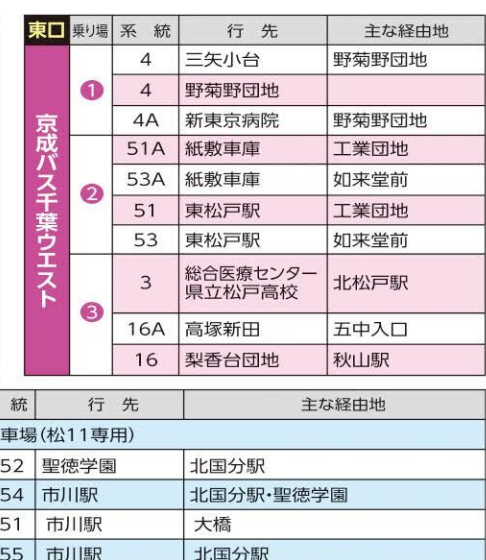 東口 乗り場 系統 行先 主な経由地
京成バス千葉ウエスト
❶
4 三矢小台 野菊野団地
4 野菊野団地
4A 新東京病院 野菊野団地
❷
51A 紙敷車庫 工業団地
53A 紙敷車庫 如来堂前
51 東松戸駅 工業団地
53 東松戸駅 如来堂前
❸
3 総合医療センター 北松戸駅
県立松戸高校
16A 高塚新田 五中入口
16 梨香台団地 秋山駅
統 行先 主な経由地
車場(松11専用)
52 聖徳学園 北国分駅
54 市川駅 北国分駅・聖徳学園
51 市川駅 大橋
55 市川駅 北国分駅